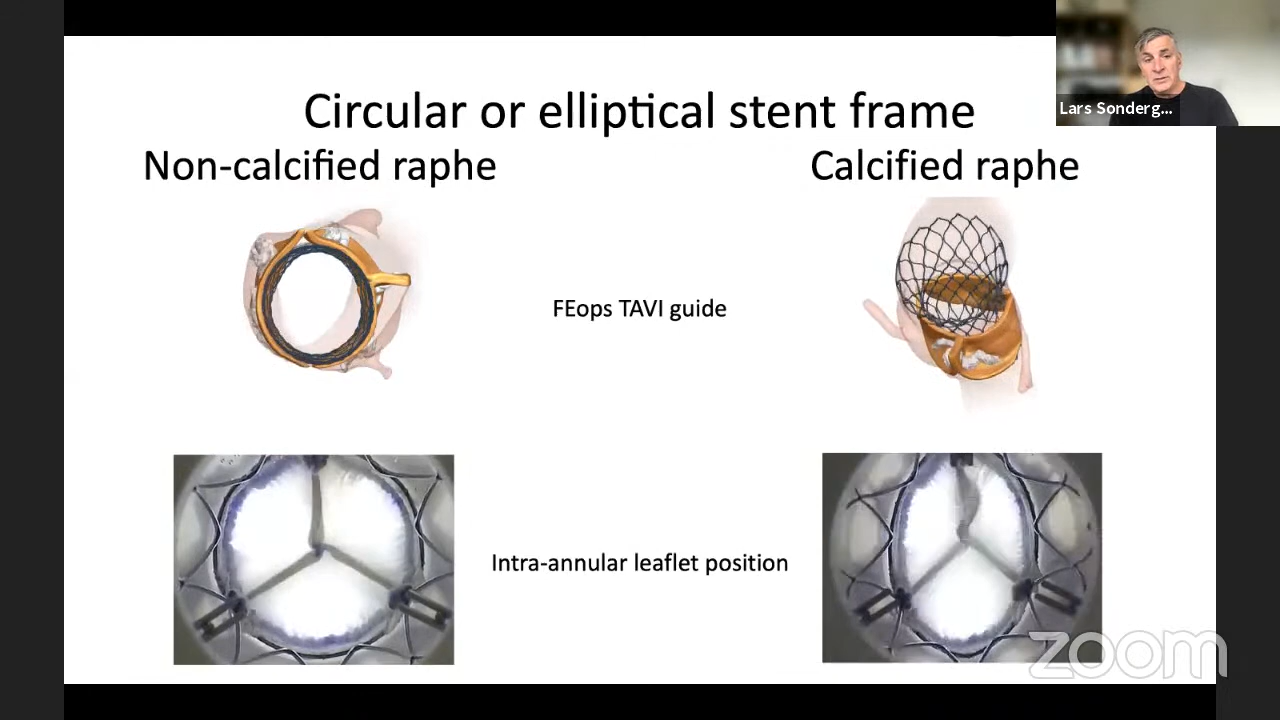 Circular or elliptical stent frame
Non-calcified raphe
Calcified raphe
Lars Sonderg...
FEops TAVI guide
Intra-annular leaflet position
zoom